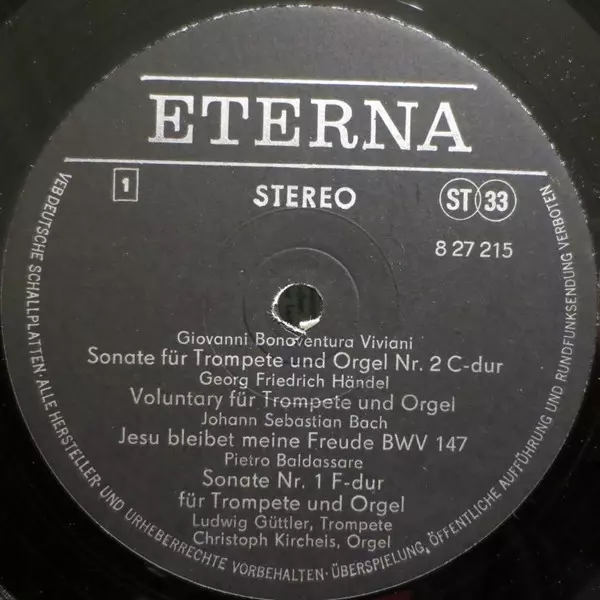 ETERNA
1
STEREO
ST 33
8 27 215
Giovanni Bonaventura Viviani
Sonate für Trompete und Orgel Nr. 2 C-dur
Georg Friedrich Händel
Voluntary für Trompete und Orgel
Johann Sebastian Bach
Jesu bleibet meine Freude BWV 147
Pietro Baldassare
Sonate Nr. 1 F-dur
für Trompete und Orgel
Ludwig Güttler, Trompete
Christoph Kircheis, Orgel
VEB DEUTSCHE SCHALLPLATTEN · ALLE HERSTELLER- UND URHEBERRECHTE VORBEHALTEN · ÜBERSPIELUNG, ÖFFENTLICHE AUFFÜHRUNG UND RUNDFUNKSENDUNG VERBOTEN